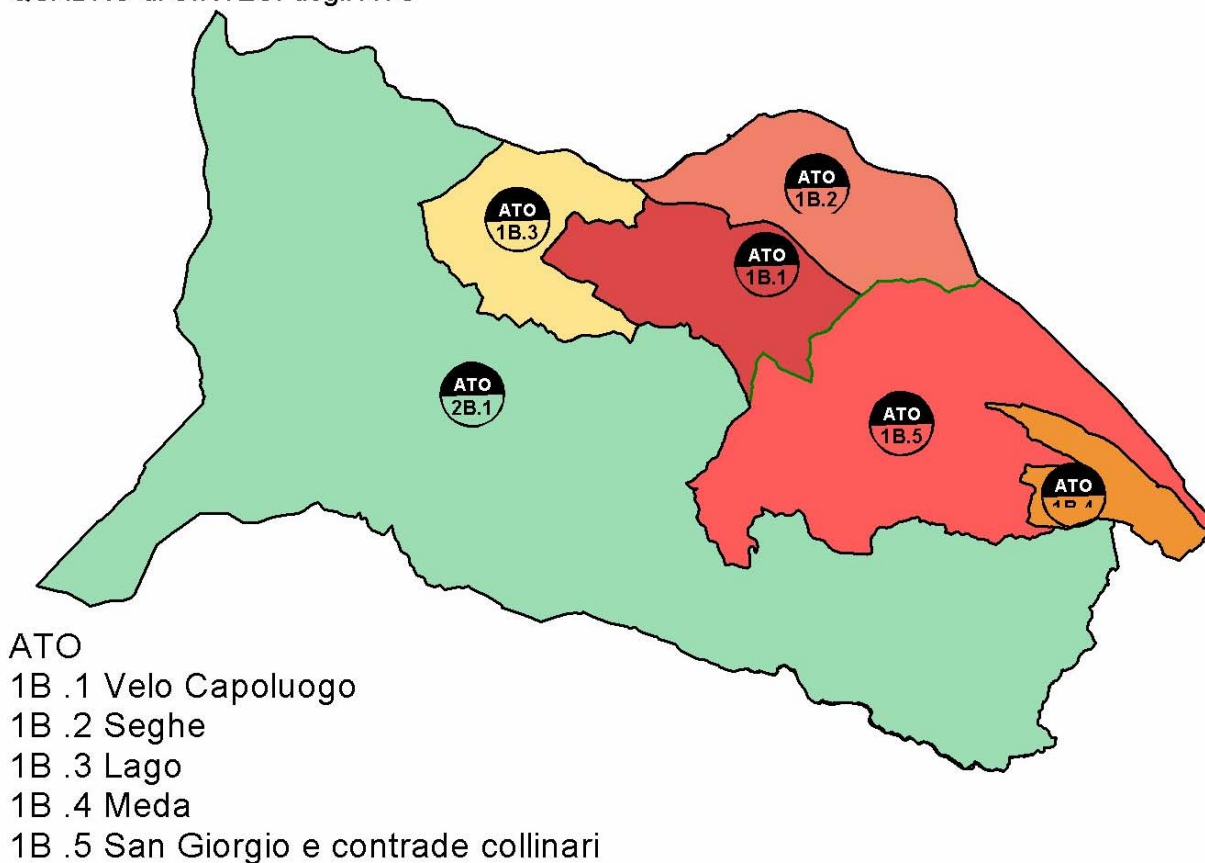 ATO
1B.2
ATO
1B.3
ATO
1B.1
ATO
2B.1
ATO
1B.5
ATO
ATO
1B .1 Velo Capoluogo
1B .2 Seghe
1B .3 Lago
1B .4 Meda
1B .5 San Giorgio e contrade collinari